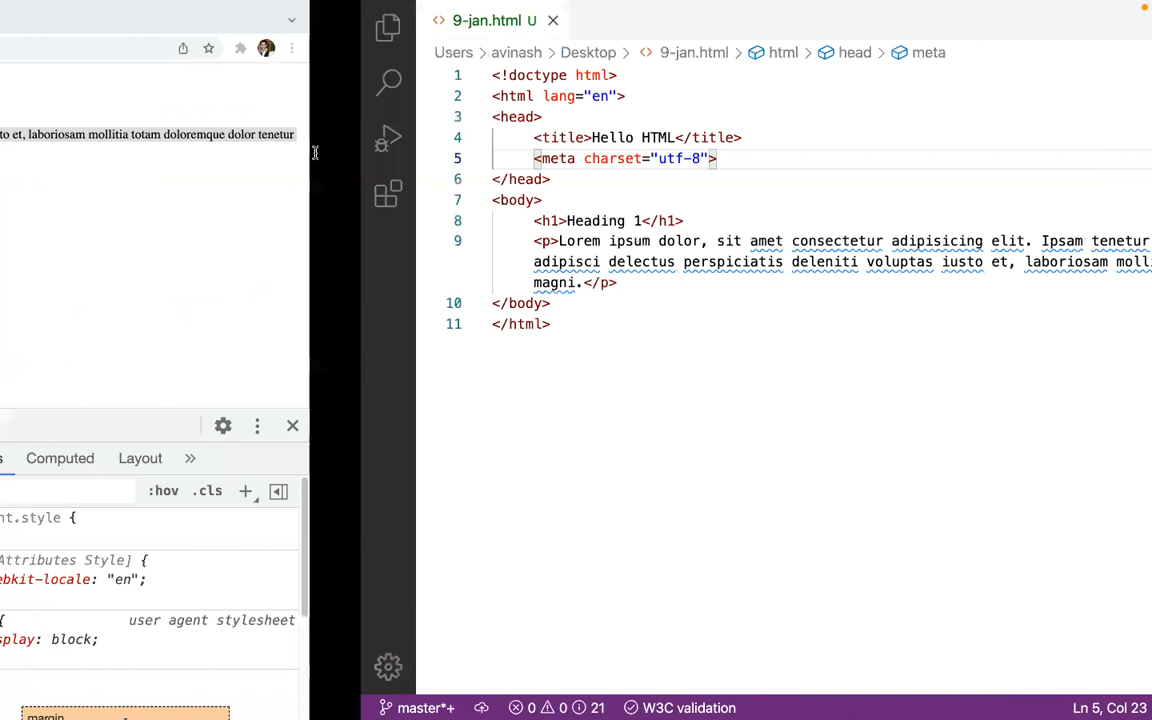 to et, laboriosam mollitia totam doloremque dolor tenetur
Computed
Layout
:hov .cls
nt.style {
Attributes Style] {
ebkit-locale: "en";
{
user agent stylesheet
splay: block;
margin
-
9-jan.html U
Users > avinash > Desktop > <> 9-jan.html > html > head > meta
1 <!doctype html>
2 <html lang="en">
3 <head>
4 <title>Hello HTML</title>
5 <meta charset="utf-8">
6 </head>
7 <body>
8 <h1>Heading 1</h1>
9 <p>Lorem ipsum dolor, sit amet consectetur adipisicing elit. Ipsam tenetur
adipisci delectus perspiciatis deleniti voluptas iusto et, laboriosam molli
magni.</p>
10 </body>
11 </html>
master*+ 0 0 21 W3C validation Ln 5, Col 23